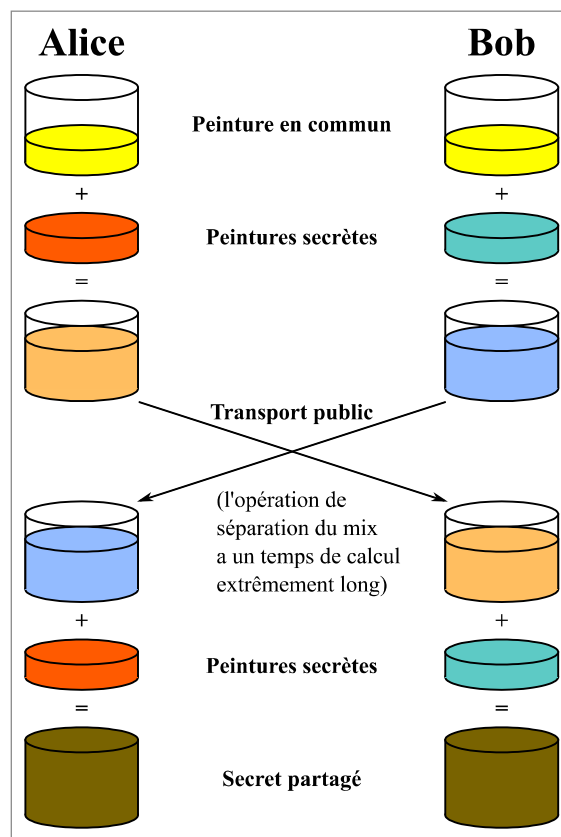 Alice Bob
Peinture en commun
+ +
Peintures secrètes
= =
Transport public
(l'opération de
séparation du mix
a un temps de calcul
extrêmement long)
+ +
Peintures secrètes
= =
Secret partagé